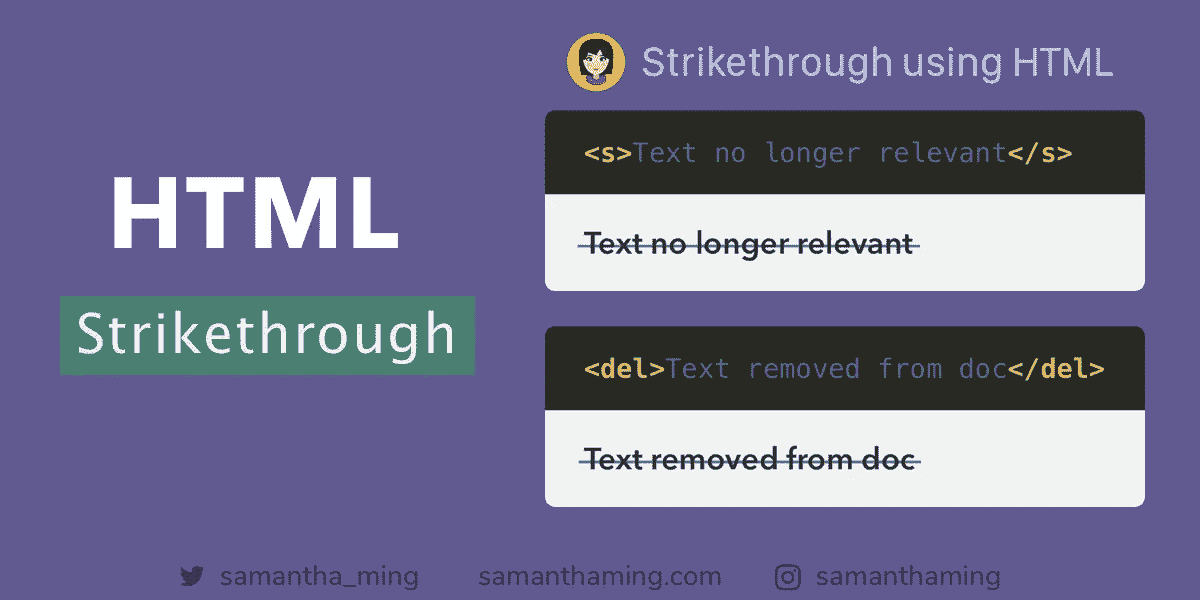 HTML
Strikethrough
Strikethrough using HTML
<s>Text no longer relevant</s>
Text no longer relevant
<del>Text removed from doc</del>
Text removed from doc
samantha_ming samanthaming.com samanthaming